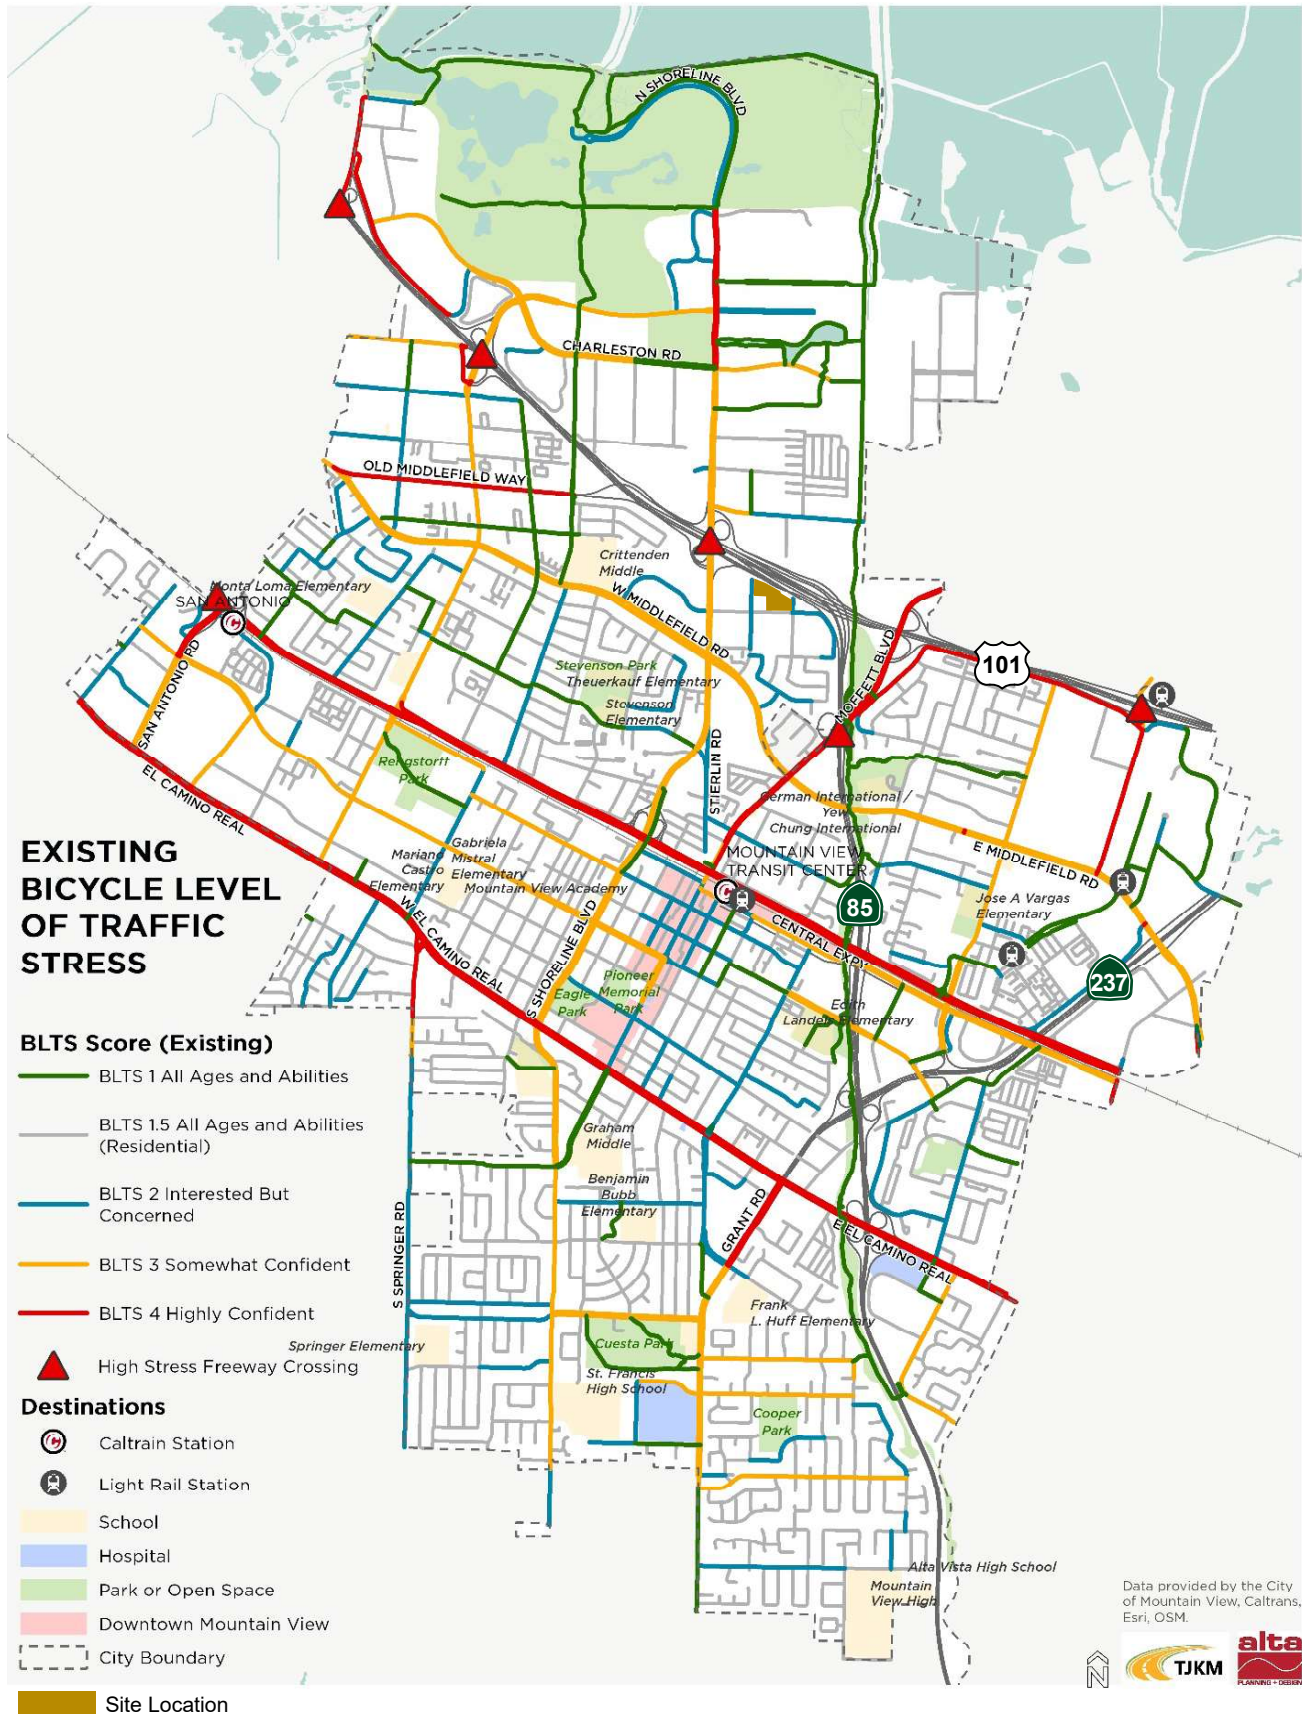 N SHORELINE BLVD
CHARLESTON RD
OLD MIDDLEFIELD WAY
Crittenden
Middle
W MIDDLEFIELD RD
Monta Loma Elementary
SAN ANTONIO
SAN ANTONIO RD
MOFFETT BLVD
101
Stevenson Park
Theuerkauf Elementary
Stevenson
Elementary
Rengstorff
Park
STIERLIN RD
EL CAMINO REAL
German International /
Yew
Chung International
MOUNTAIN VIEW
TRANSIT CENTER
E MIDDLEFIELD RD
Gabriela
Mistral
Elementary
Mariano
Castro
Elementary
Mountain View Academy
85
Jose A Vargas
Elementary
W EL CAMINO REAL
S SHORELINE BLVD
CENTRAL EXPY
237
Pioneer
Memorial
Park
Eagle
Park
Edith
Landels Elementary
EXISTING
BICYCLE LEVEL
OF TRAFFIC
STRESS
BLTS Score (Existing)
BLTS 1 All Ages and Abilities
BLTS 1.5 All Ages and Abilities
(Residential)
BLTS 2 Interested But
Concerned
BLTS 3 Somewhat Confident
BLTS 4 Highly Confident
High Stress Freeway Crossing
Destinations
Caltrain Station
Light Rail Station
School
Hospital
Park or Open Space
Downtown Mountain View
City Boundary
Site Location
Graham
Middle
Benjamin
Bubb
Elementary
GRANT RD
E EL CAMINO REAL
S SPRINGER RD
Springer Elementary
Frank
L. Huff Elementary
Cuesta Park
St. Francis
High School
Cooper
Park
Alta Vista High School
Mountain
View High
Data provided by the City
of Mountain View, Caltrans,
Esri, OSM.
N
TJKM
alta
PLANNING + DESIGN